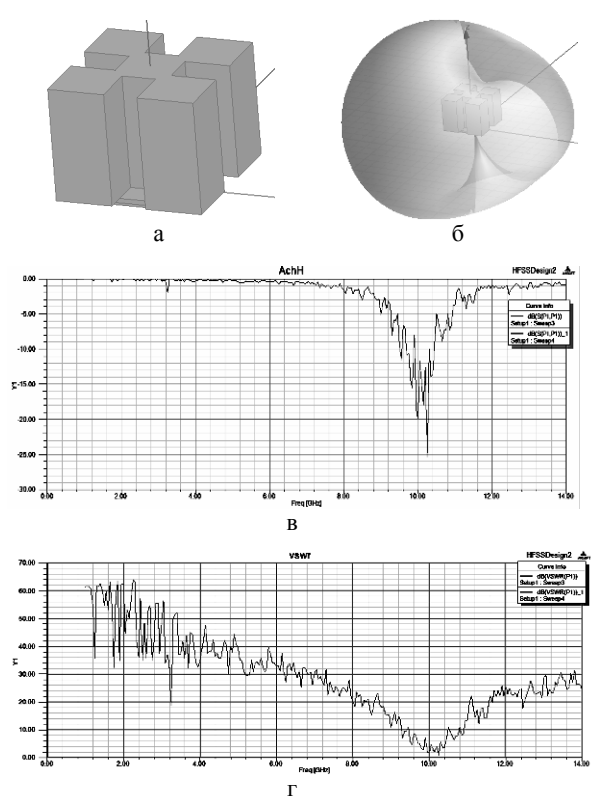 а
б
AchH
HFSSDesign2
0.00
-5.00
-10.00
-15.00
-20.00
-25.00
-30.00
Y1
Curve Info
dB(S(P1,P1))
Setup1 : Sweep3
dB(S(P1,P1))_1
Setup1 : Sweep4
0.00 2.00 4.00 6.00 8.00 10.00 12.00 14.00
Freq [GHz]
в
VSWT
HFSSDesign2
70.00
60.00
50.00
40.00
30.00
20.00
10.00
0.00
Y1
Curve Info
dB(VSWR(P1))
Setup1 : Sweep3
dB(VSWR(P1))_1
Setup1 : Sweep4
2.00 4.00 6.00 8.00 10.00 12.00 14.00
Freq [GHz]
г